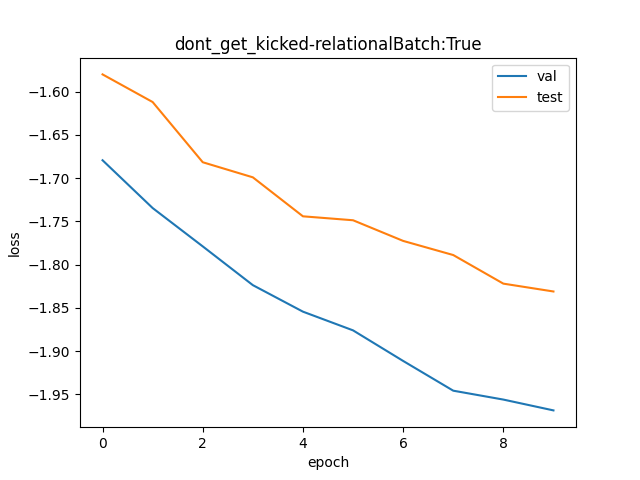 dont_get_kicked-relationalBatch:True
val
test
loss
−1.60
−1.65
−1.70
−1.75
−1.80
−1.85
−1.90
−1.95
0
2
4
6
8
epoch